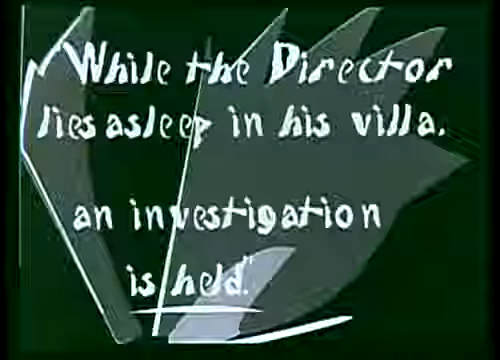 While the Director
lies asleep in his villa.
an investigation
is held."